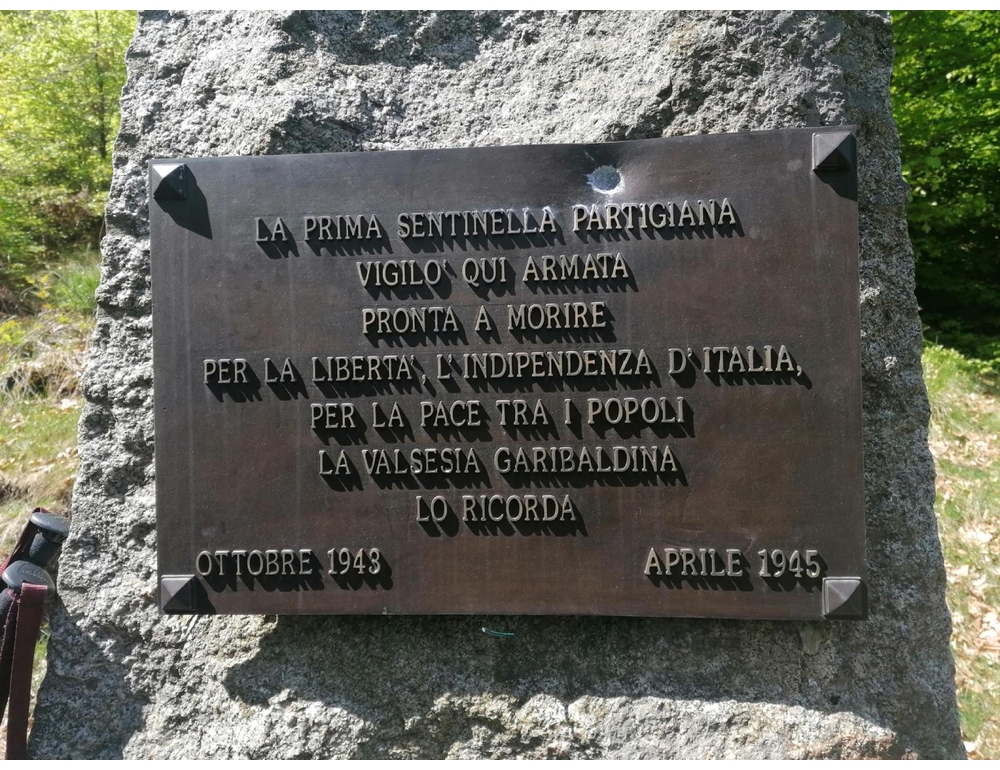 LA PRIMA SENTINELLA PARTIGIANA
VIGILO' QUI ARMATA
PRONTA A MORIRE
PER LA LIBERTA', L'INDIPENDENZA D'ITALIA,
PER LA PACE TRA I POPOLI
LA VALSESIA GARIBALDINA
LO RICORDA
OTTOBRE 1943 APRILE 1945